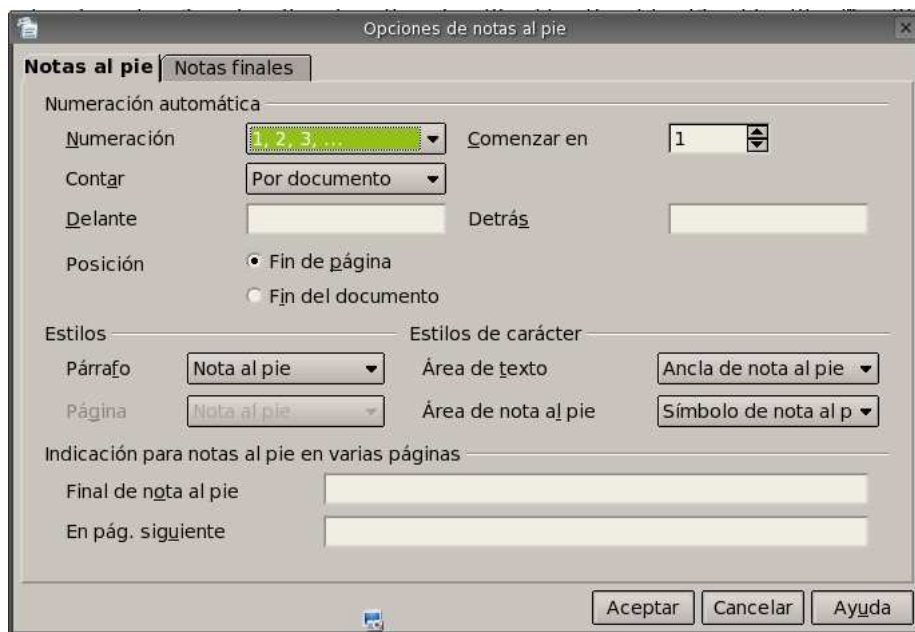 Opciones de notas al pie
Notas al pie Notas finales
Numeración automática
Numeración 1, 2, 3, ... Comenzar en 1
Contar Por documento
Delante Detrás
Posición Fin de página
Fin del documento
Estilos Estilos de carácter
Párrafo Nota al pie Área de texto Ancla de nota al pie
Página Nota al pie Área de nota al pie Símbolo de nota al p
Indicación para notas al pie en varias páginas
Final de nota al pie
En pág. siguiente
Aceptar Cancelar Ayuda